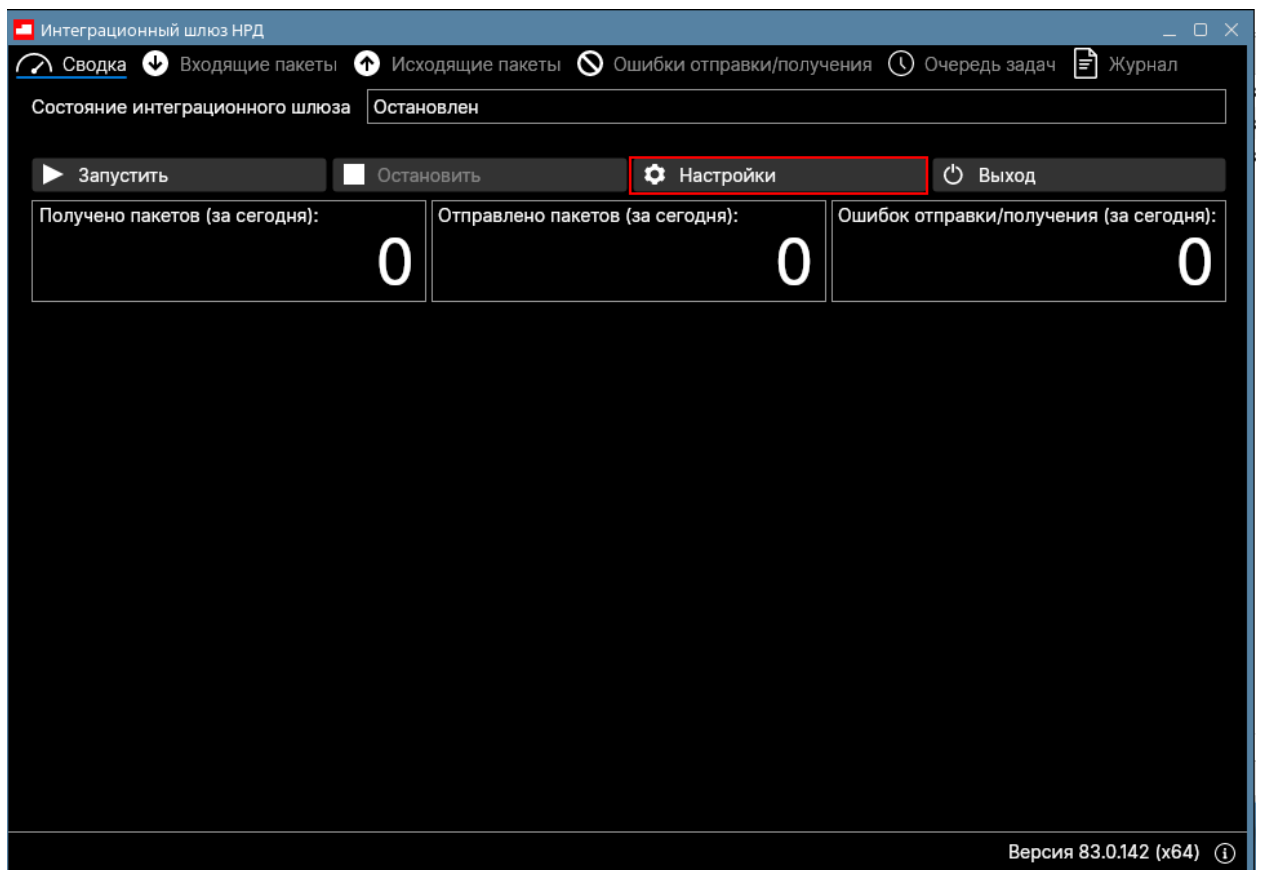 Интеграционный шлюз НРД
Сводка Входящие пакеты Исходящие пакеты Ошибки отправки/получения Очередь задач Журнал
Состояние интеграционного шлюза Остановлен
Запустить Остановить Настройки Выход
Получено пакетов (за сегодня): Отправлено пакетов (за сегодня): Ошибок отправки/получения (за сегодня):
0 0 0
Версия 83.0.142 (x64)